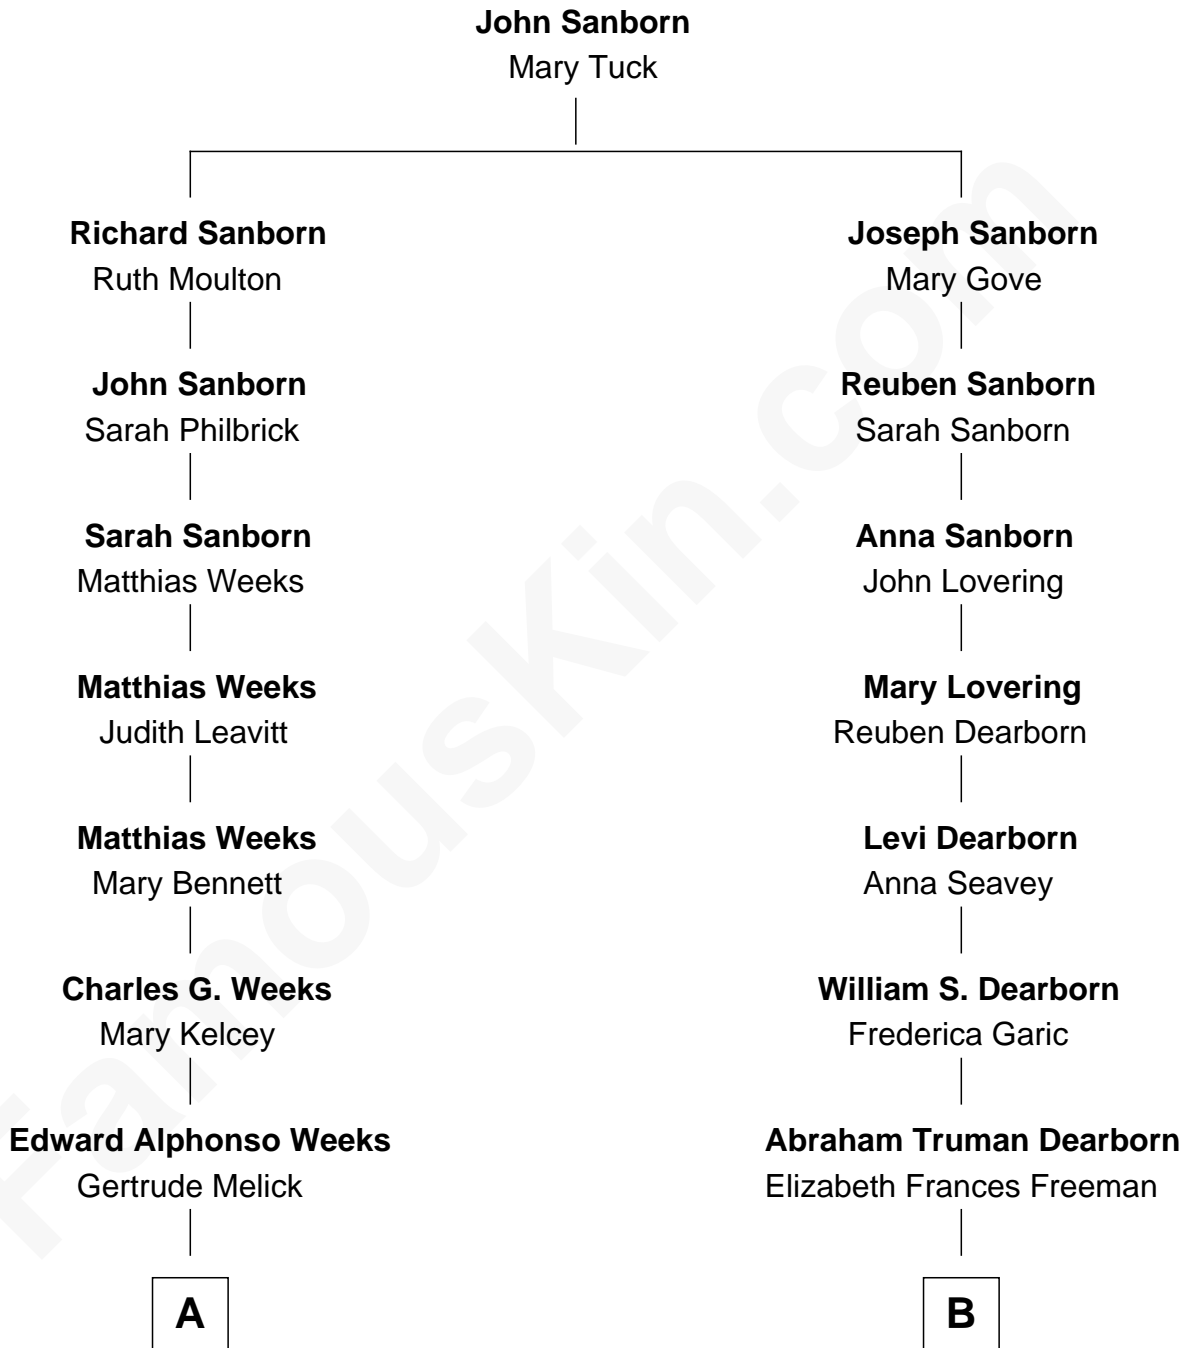 John Sanborn
Mary Tuck
Richard Sanborn
Ruth Moulton
John Sanborn
Sarah Philbrick
Sarah Sanborn
Matthias Weeks
Matthias Weeks
Judith Leavitt
Matthias Weeks
Mary Bennett
Charles G. Weeks
Mary Kelcey
Edward Alphonso Weeks
Gertrude Melick
A
Joseph Sanborn
Mary Gove
Reuben Sanborn
Sarah Sanborn
Anna Sanborn
John Lovering
Mary Lovering
Reuben Dearborn
Levi Dearborn
Anna Seavey
William S. Dearborn
Frederica Garic
Abraham Truman Dearborn
Elizabeth Frances Freeman
B
FamousKin.com